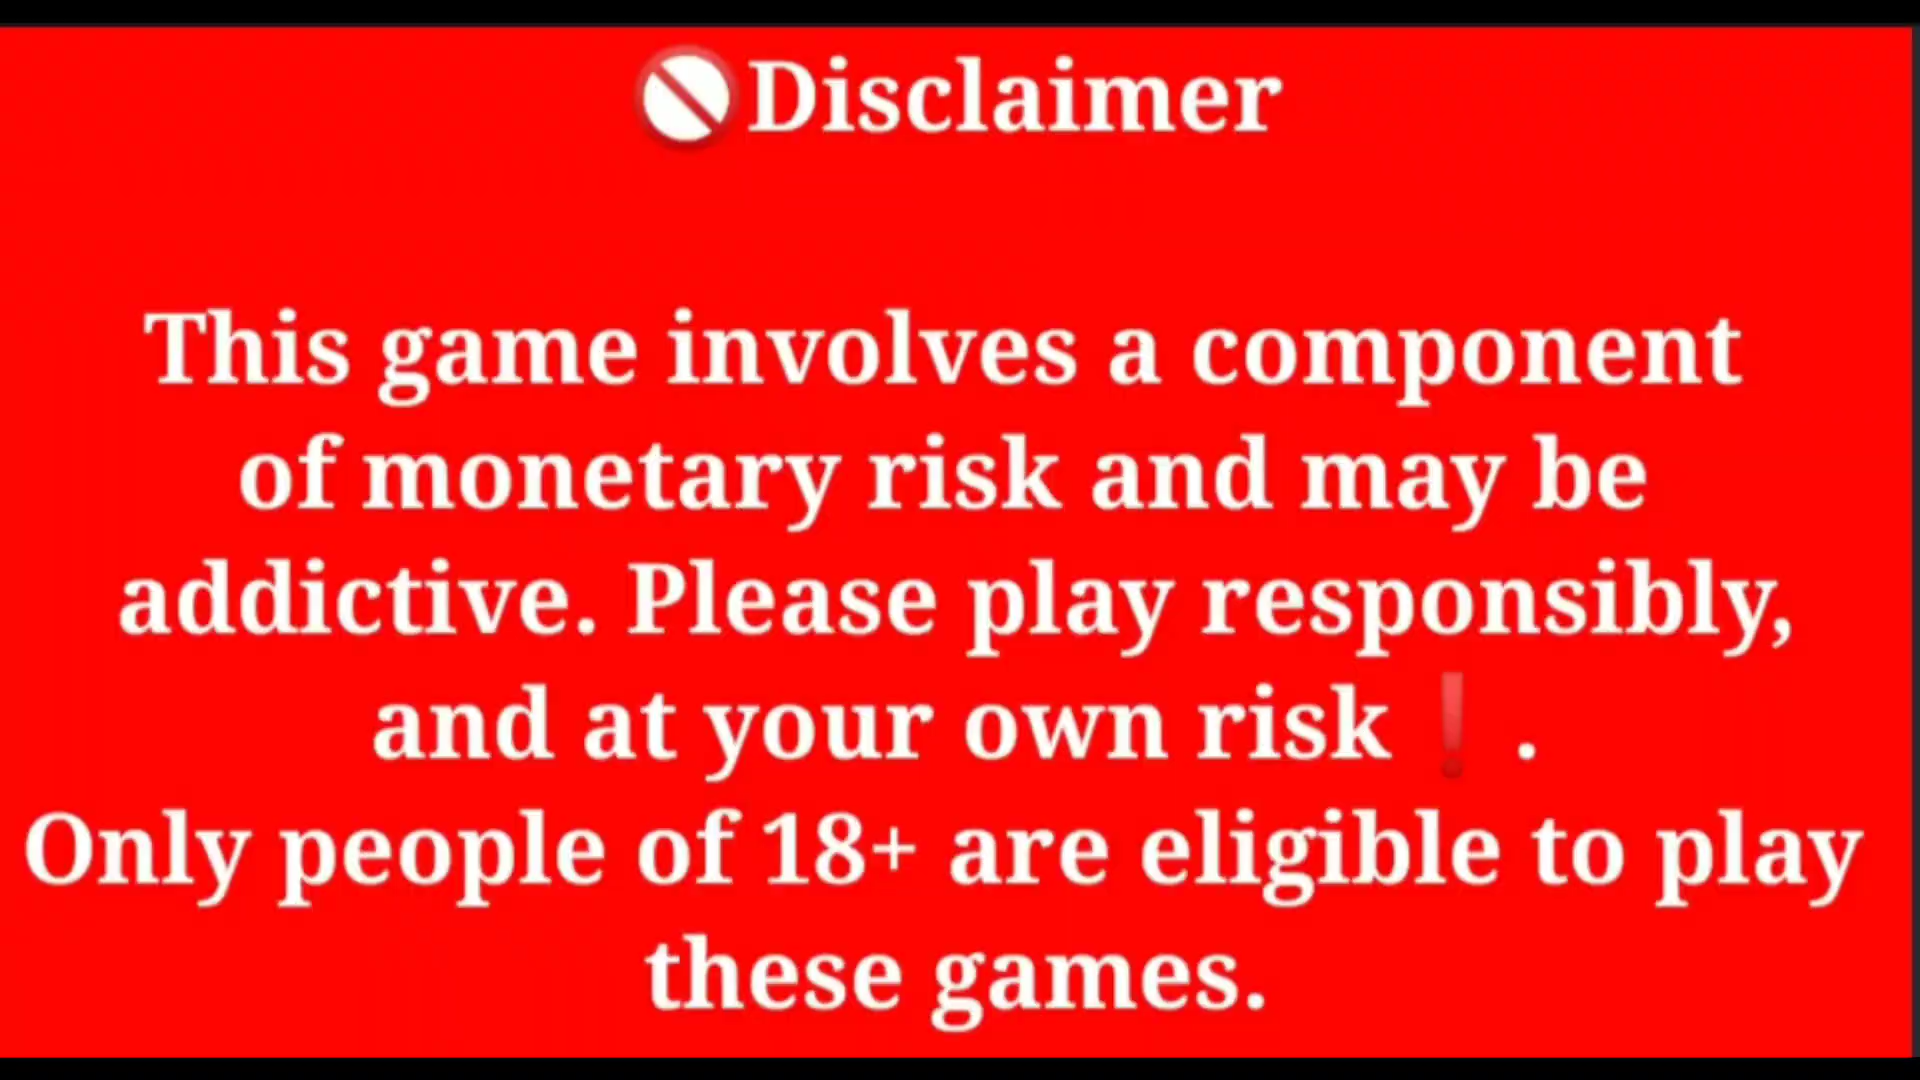 🚫Disclaimer
This game involves a component
of monetary risk and may be
addictive. Please play responsibly,
and at your own risk❗.
Only people of 18+ are eligible to play
these games.